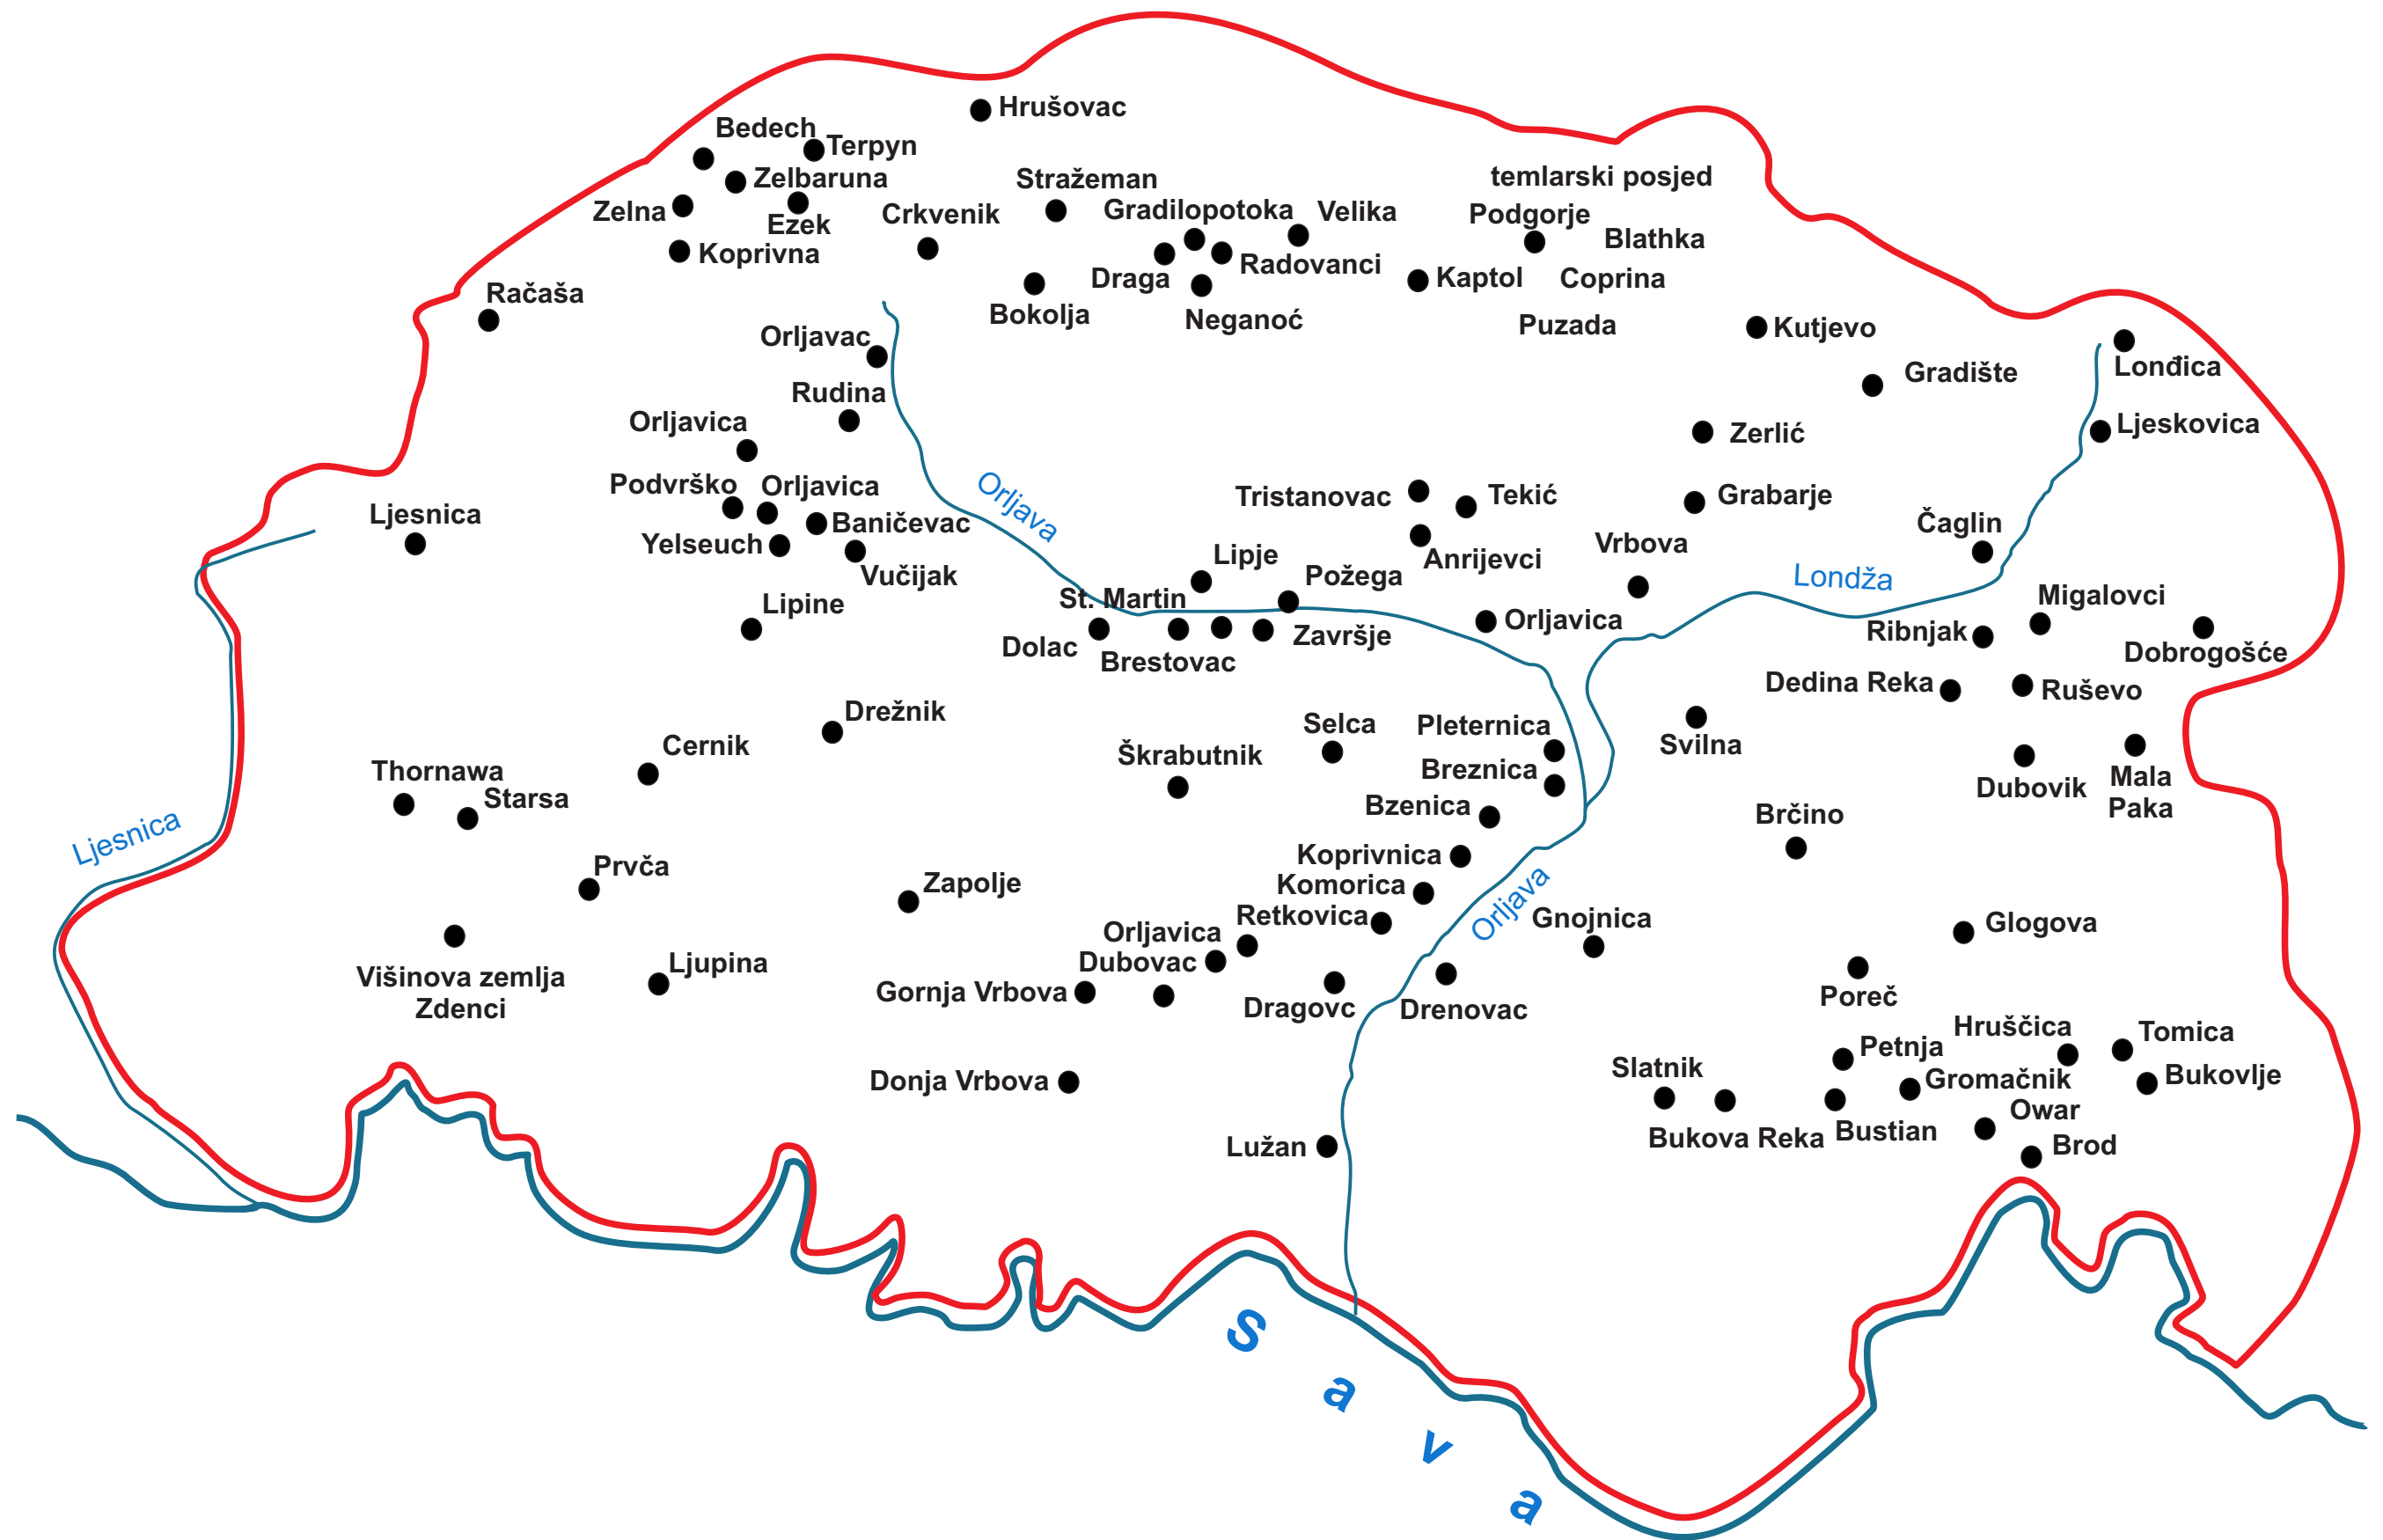 Hrušovac
Bedech
Terpyn
Zelbaruna
Zelna
Ezek
Koprivna
Crkvenik
Stražeman
Gradilopotoka
Velika
temlarski posjed
Podgorje
Blathka
Draga
Radovanci
Kaptol
Coprina
Račaša
Bokolja
Neganoć
Puzada
Kutjevo
Orljavac
Londica
Gradište
Rudina
Orljavica
Ljeskovica
Zerlić
Podvrško
Orljavica
Orljava
Tristanovac
Tekić
Grabarje
Ljesnica
Baničevac
Yelseuch
Čaglin
Vrbova
Anrijevci
Lipje
Vučijak
Požega
Londža
Lipine
St. Martin
Migalovci
Orljavica
Ribnjak
Dolac
Završje
Brestovac
Dobrogošće
Dedina Reka
Ruševo
Drežnik
Selca
Pleternica
Cernik
Škrabutnik
Svilna
Breznica
Thornawa
Starsa
Dubovik
Mala
Paka
Bzenica
Brčino
Ljesnica
Koprivnica
Prvča
Zapolje
Komorica
Orljava
Retkovica
Gnojnica
Glogova
Orljavica
Dubovac
Ljupina
Višinova zemlja
Zdenci
Gornja Vrbova
Dragovc
Drenovac
Poreč
Hruščica
Tomica
Petnja
Slatnik
Gromačnik
Bukovlje
Donja Vrbova
Owar
Bukova Reka
Bustian
Brod
Lužan
Sava